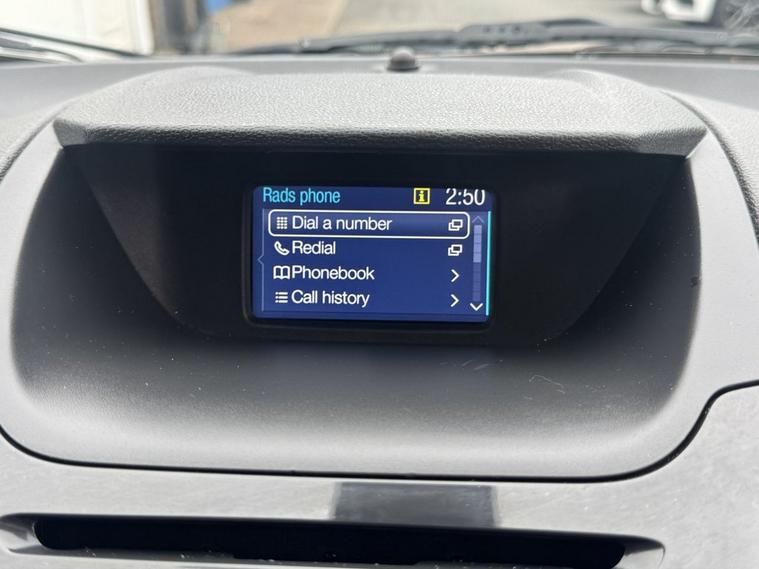 Rads phone i 2:50
Dial a number
Redial
Phonebook
Call history